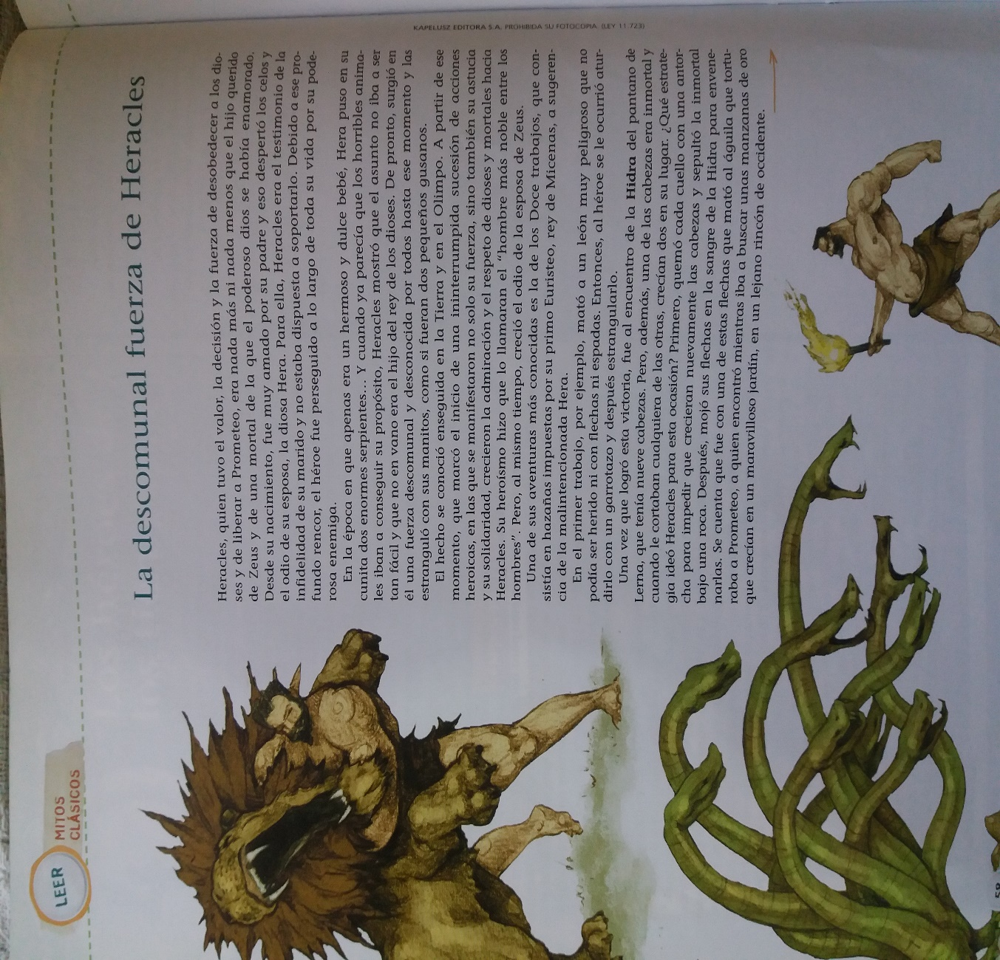 LEER
MITOS
CLÁSICOS
La descomunal fuerza de Heracles
Heracles, quien tuvo el valor, la decisión y la fuerza de desobedecer a los dio-
ses y de liberar a Prometeo, era nada más ni nada menos que el hijo querido
de Zeus y de una mortal de la que el poderoso dios se había enamorado.
Desde su nacimiento, fue muy amado por su padre y eso despertó los celos y
el odio de su esposa, la diosa Hera. Para ella, Heracles era el testimonio de la
infidelidad de su marido y no estaba dispuesta a soportarlo. Debido a ese pro-
fundo rencor, el héroe fue perseguido a lo largo de toda su vida por su pode-
rosa enemiga.
En la época en que apenas era un hermoso y dulce bebé, Hera puso en su
cunita dos enormes serpientes... Y cuando ya parecía que los horribles anima-
les iban a conseguir su propósito, Heracles mostró que el asunto no iba a ser
tan fácil y que no en vano era el hijo del rey de los dioses. De pronto, surgió en
él una fuerza descomunal y desconocida por todos hasta ese momento y las
estranguló con sus manitos, como si fueran dos pequeños gusanos.
El hecho se conoció enseguida en la Tierra y en el Olimpo. A partir de ese
momento, que marcó el inicio de una ininterrumpida sucesión de acciones
heroicas, en las que se manifestaron no solo su fuerza, sino también su astucia
y su solidaridad, crecieron la admiración y el respeto de dioses y mortales hacia
Heracles. Su heroísmo hizo que lo llamaran el "hombre más noble entre los
hombres". Pero, al mismo tiempo, creció el odio de la esposa de Zeus.
Una de sus aventuras más conocidas es la de los Doce trabajos, que con-
sistía en hazañas impuestas por su primo Euristeo, rey de Micenas, a sugeren-
cia de la malintencionada Hera.
En el primer trabajo, por ejemplo, mató a un león muy peligroso que no
podía ser herido ni con flechas ni espadas. Entonces, al héroe se le ocurrió atur-
dirlo con un garrotazo y después estrangularlo.
Una vez que logró esta victoria, fue al encuentro de la Hidra del pantano de
Lerna, que tenía nueve cabezas. Pero, además, una de las cabezas era inmortal y
cuando le cortaban cualquiera de las otras, crecían dos en su lugar. ¿Qué estrate-
gia ideó Heracles para esta ocasión? Primero, quemó cada cuello con una antor-
cha para impedir que crecieran nuevamente las cabezas y sepultó la inmortal
bajo una roca. Después, mojó sus flechas en la sangre de la Hidra para envene-
narlas. Se cuenta que fue con una de estas flechas que mató al águila que tortu-
raba a Prometeo, a quien encontró mientras iba a buscar unas manzanas de oro
que crecían en un maravilloso jardín, en un lejano rincón de occidente.
KAPELUSZ EDITORA S.A. PROHIBIDA SU FOTOCOPIA. (LEY 11.723)